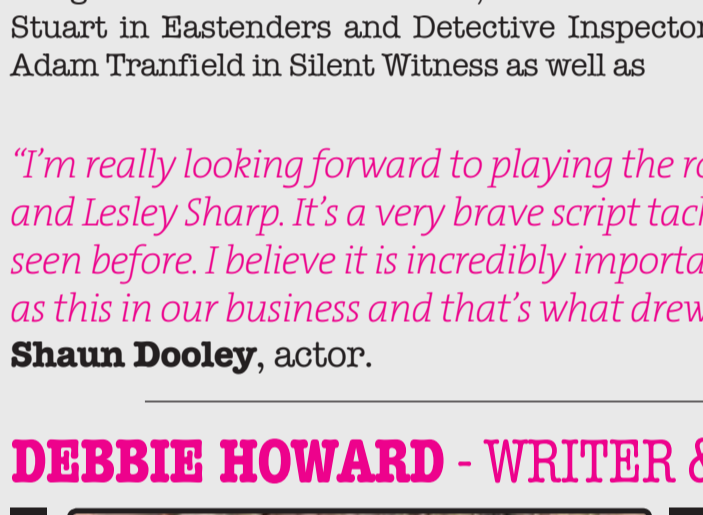 Stuart in Eastenders and Detective Inspector
Adam Tranfield in Silent Witness as well as
“I’m really looking forward to playing the
and Lesley Sharp. It’s a very brave script
seen before. I believe it is incredibly
as this in our business and that’s what drew
Shaun Dooley, actor.
DEBBIE HOWARD - WRITER &